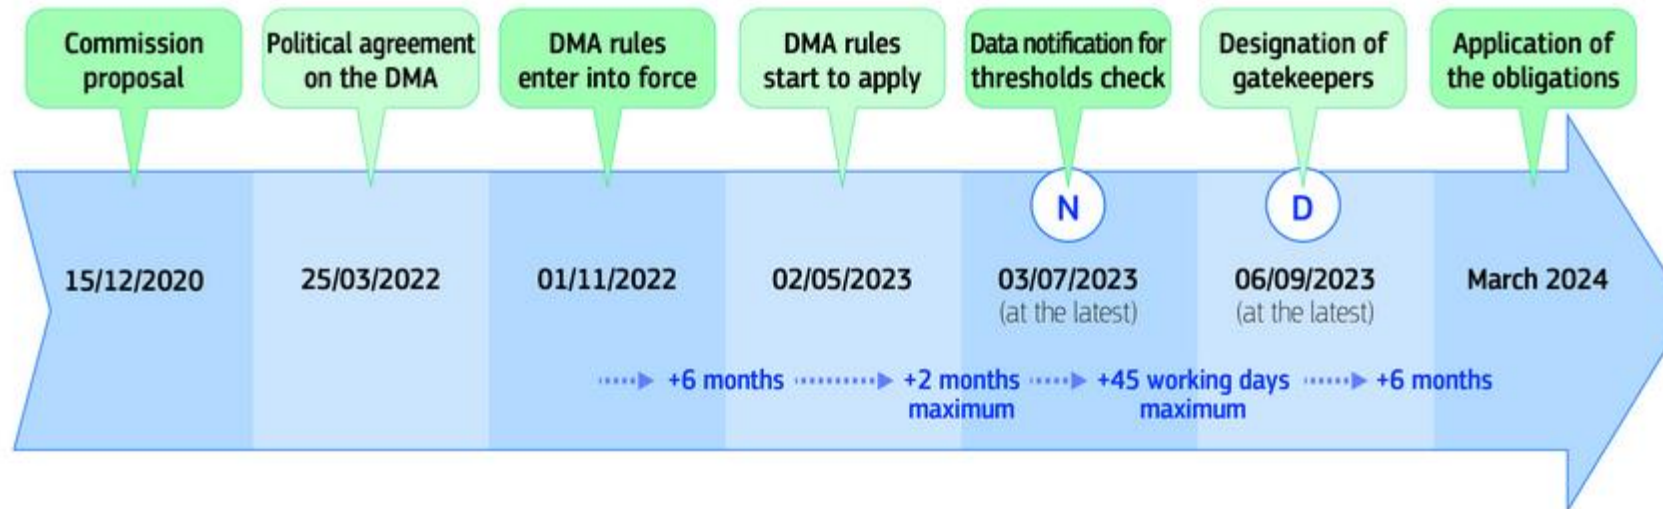 Commission
proposal
Political agreement
on the DMA
DMA rules
enter into force
DMA rules
start to apply
Data notification for
thresholds check
Designation of
gatekeepers
Application of
the obligations
N
D
15/12/2020
25/03/2022
01/11/2022
02/05/2023
03/07/2023
(at the latest)
06/09/2023
(at the latest)
March 2024
+6 months
+2 months
maximum
+45 working days
maximum
+6 months